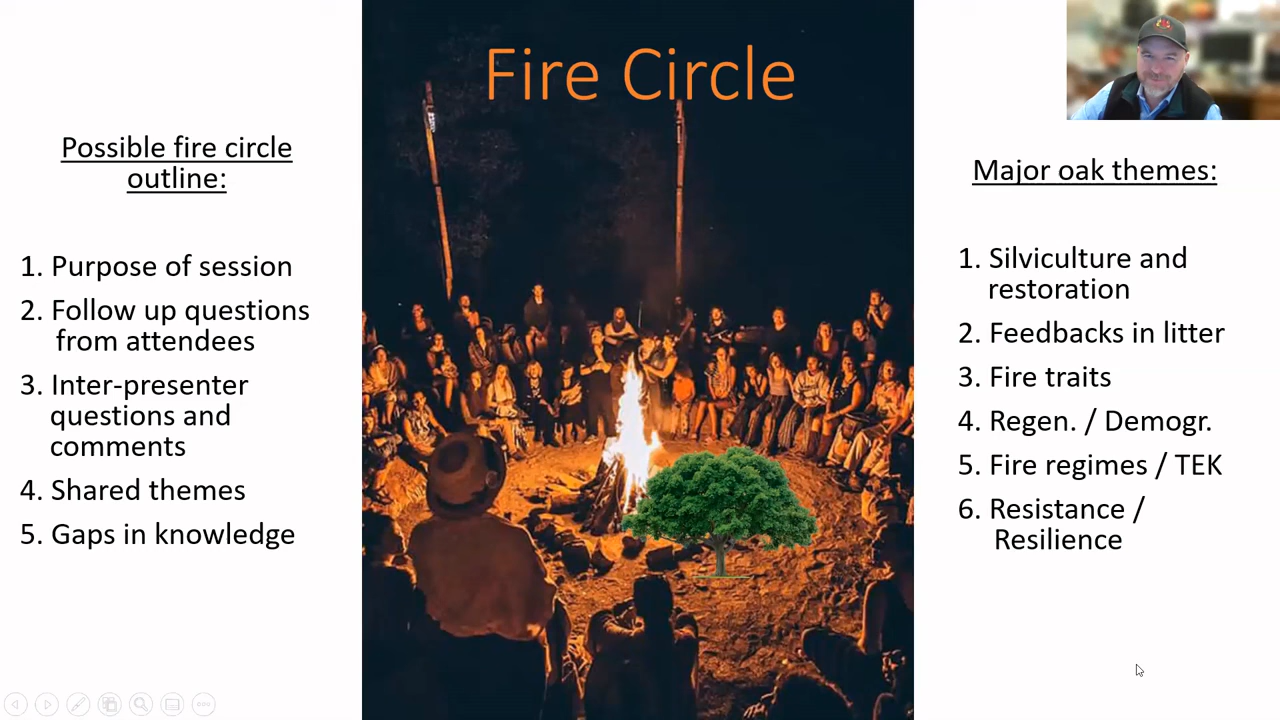 Fire Circle
Possible fire circle
outline:
1. Purpose of session
2. Follow up questions
from attendees
3. Inter-presenter
questions and
comments
4. Shared themes
5. Gaps in knowledge
Major oak themes:
1. Silviculture and
restoration
2. Feedbacks in litter
3. Fire traits
4. Regen. / Demogr.
5. Fire regimes / TEK
6. Resistance /
Resilience